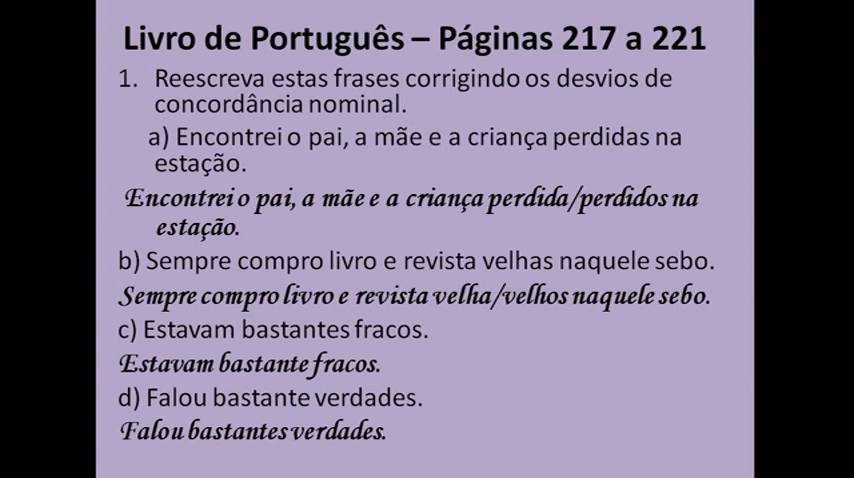 Livro de Português – Páginas 217 a 221
1. Reescreva estas frases corrigindo os desvios de
concordância nominal.
a) Encontrei o pai, a mãe e a criança perdidas na
estação.
Encontrei o pai, a mãe e a criança perdida/perdidos na
estação.
b) Sempre compro livro e revista velhas naquele sebo.
Sempre compro livro e revista velha/velhos naquele sebo.
c) Estavam bastantes fracos.
Estavam bastante fracos.
d) Falou bastante verdades.
Falou bastantes verdades.